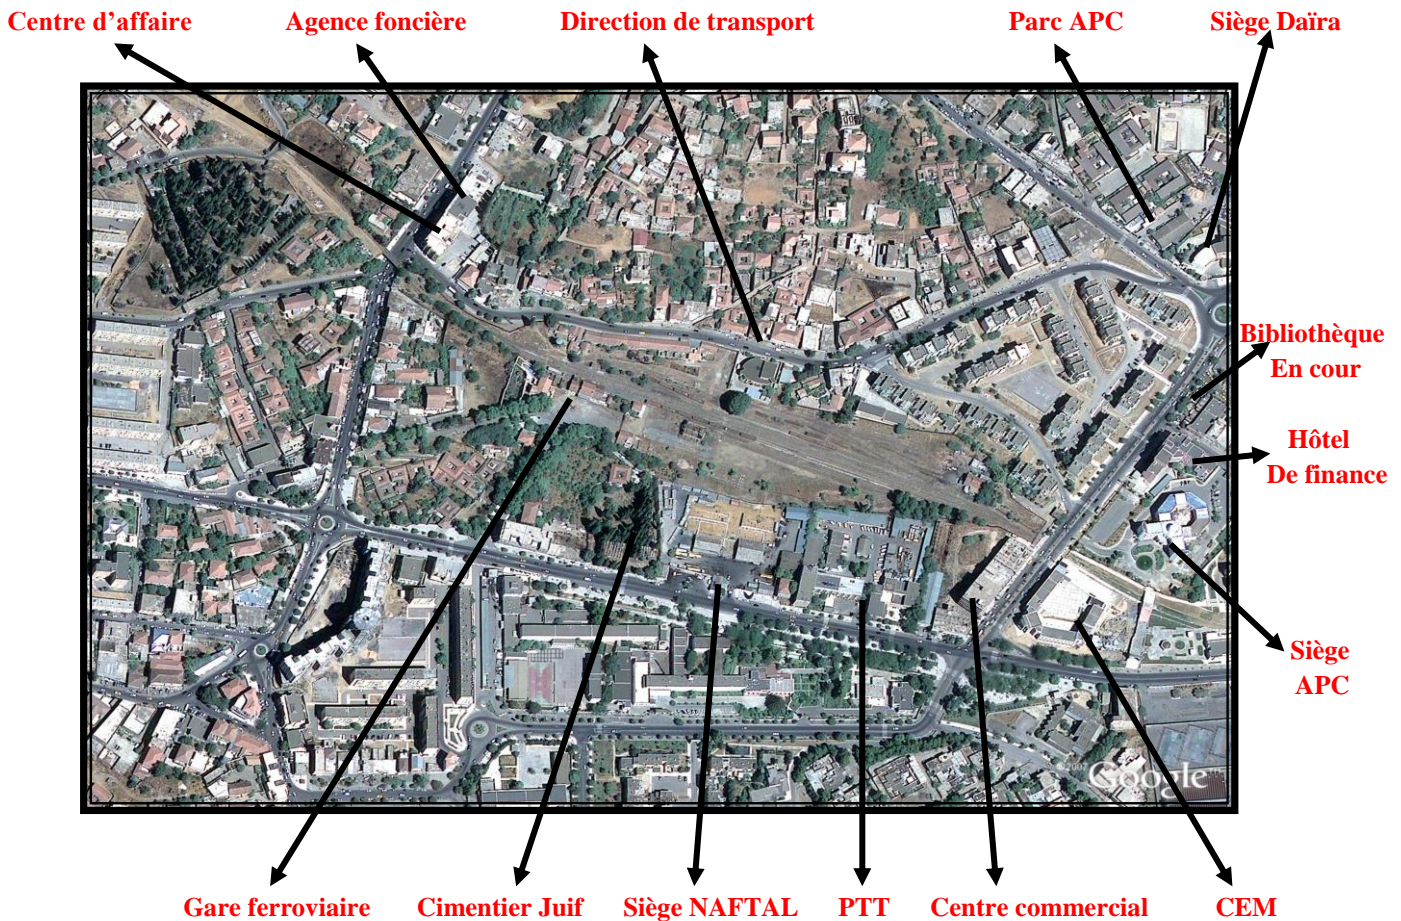 Centre d’affaire
Agence foncière
Direction de transport
Parc APC
Siège Daïra
Bibliothèque
En cour
Hôtel
De finance
Siège
APC
© 2007 Google
Gare ferroviaire
Cimentier Juif
Siège NAFTAL
PTT
Centre commercial
CEM